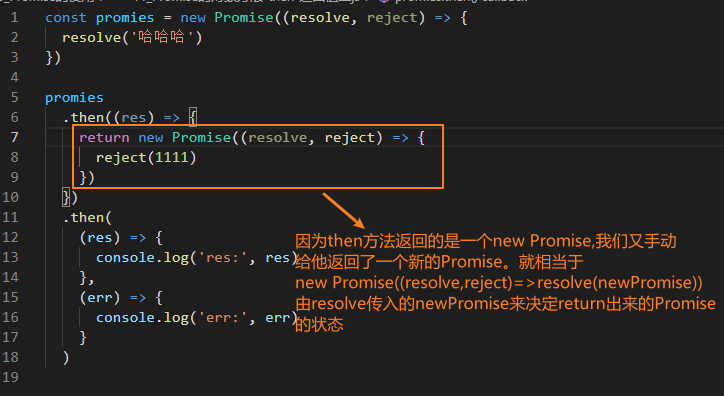 1 const promies = new Promise((resolve, reject) => {
2 resolve('哈哈哈')
3 })
4
5 promies
6 .then((res) => {
7 return new Promise((resolve, reject) => {
8 reject(1111)
9 })
10 })
11 .then(
12 (res) => {
13 console.log('res:', res)
14 },
15 (err) => {
16 console.log('err:', err)
17 }
18 )
19
因为then方法返回的是一个new Promise,我们又手动
给他返回了一个新的Promise。就相当于
new Promise((resolve,reject)=>resolve(newPromise))
由resolve传入的newPromise来决定return出来的Promise
的状态